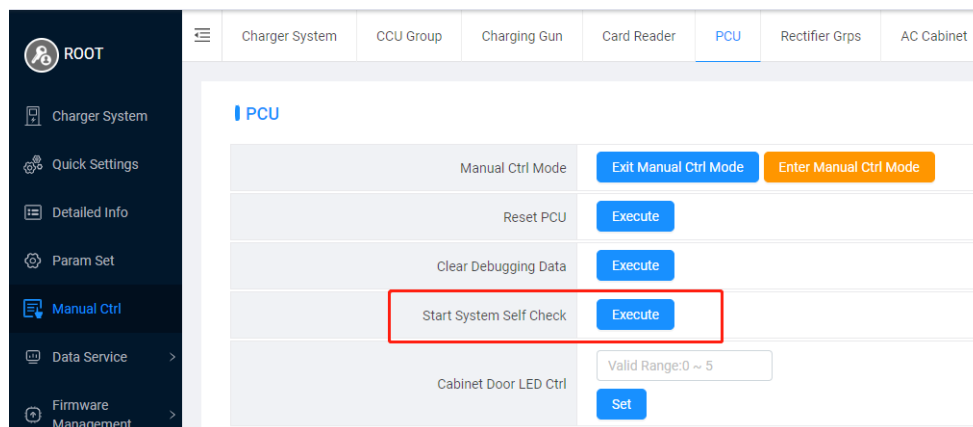 ROOT
Charger System
Quick Settings
Detailed Info
Param Set
Manual Ctrl
Data Service
Firmware
Management
Charger System CCU Group Charging Gun Card Reader PCU Rectifier Grps AC Cabinet
PCU
Manual Ctrl Mode Exit Manual Ctrl Mode Enter Manual Ctrl Mode
Reset PCU Execute
Clear Debugging Data Execute
Start System Self Check Execute
Cabinet Door LED Ctrl Valid Range:0 ~ 5
Set